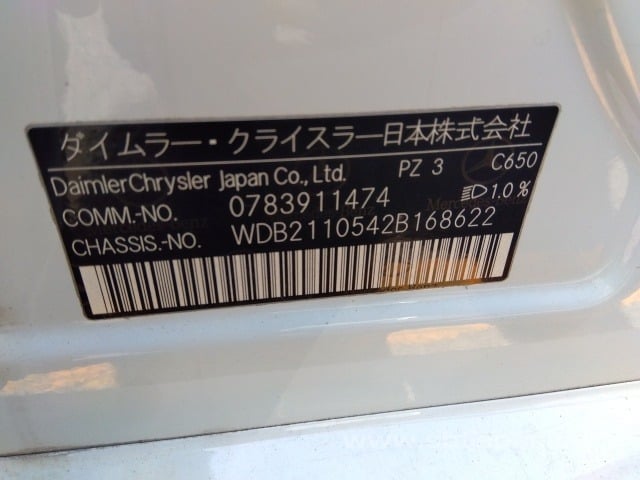 ダイムラー・クライスラー日本株式会社
DaimlerChrysler Japan Co., Ltd. PZ 3 C650
COMM.-NO. 0783911474 1.0%
CHASSIS.-NO. WDB2110542B168622